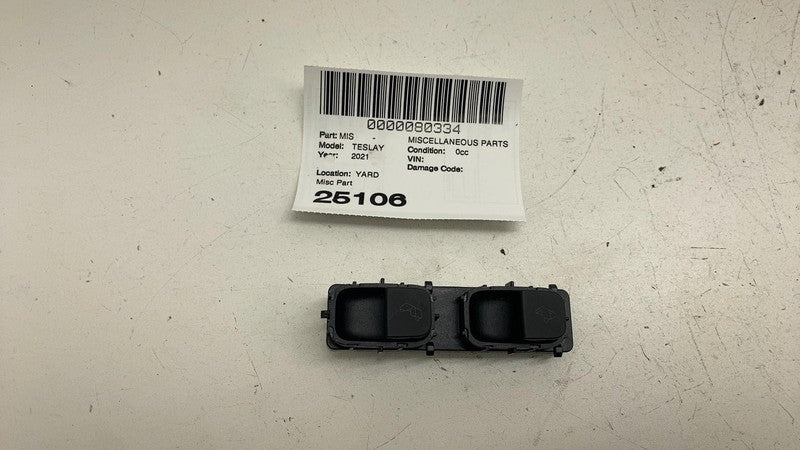 0000080334
Part: MIS - MISCELLANEOUS PARTS
Model: TESLAY Condition: 0cc
Year: 2021 VIN:
Damage Code:
Location: YARD
Misc Part
25106